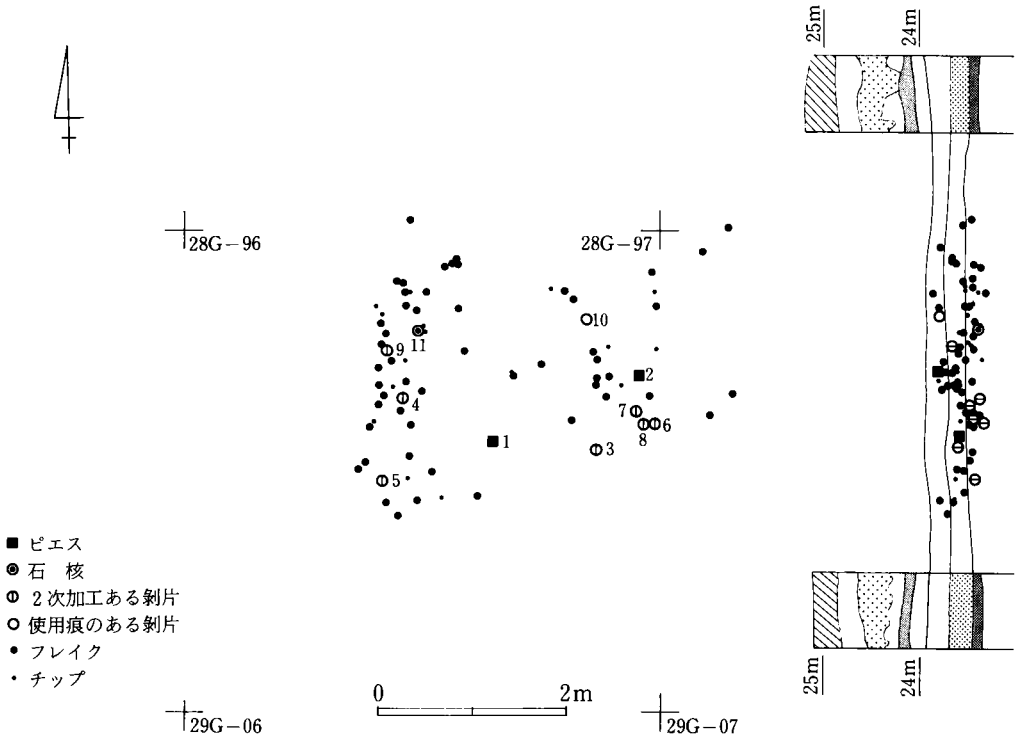 25m
24m
28G-96
28G-97
10
11
9
2
4
7
8
6
1
3
5
■ ピエス
◉ 石 核
⦶ 2次加工ある剝片
○ 使用痕のある剝片
● フレイク
・ チップ
0 2m
29G-06
29G-07
25m
24m